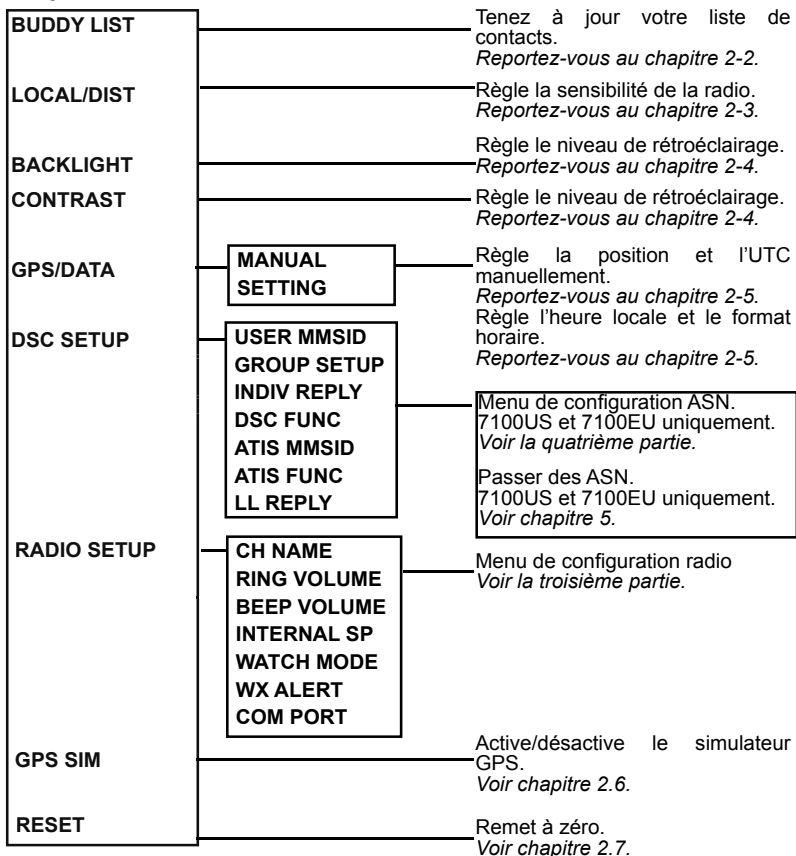 BUDDY LIST
Tenez à jour votre liste de
contacts.
Reportez-vous au chapitre 2-2.
LOCAL/DIST
Règle la sensibilité de la radio.
Reportez-vous au chapitre 2-3.
BACKLIGHT
Règle le niveau de rétroéclairage.
Reportez-vous au chapitre 2-4.
CONTRAST
Règle le niveau de rétroéclairage.
Reportez-vous au chapitre 2-4.
GPS/DATA
MANUAL
SETTING
Règle la position et l'UTC
manuellement.
Reportez-vous au chapitre 2-5.
Règle l'heure locale et le format
horaire.
Reportez-vous au chapitre 2-5.
DSC SETUP
USER MMSID
GROUP SETUP
INDIV REPLY
DSC FUNC
ATIS MMSID
ATIS FUNC
LL REPLY
Menu de configuration ASN.
7100US et 7100EU uniquement.
Voir la quatrième partie.
Passer des ASN.
7100US et 7100EU uniquement.
Voir chapitre 5.
RADIO SETUP
CH NAME
RING VOLUME
BEEP VOLUME
INTERNAL SP
WATCH MODE
WX ALERT
COM PORT
Menu de configuration radio
Voir la troisième partie.
GPS SIM
Active/désactive le simulateur
GPS.
Voir chapitre 2.6.
RESET
Remet à zéro.
Voir chapitre 2.7.